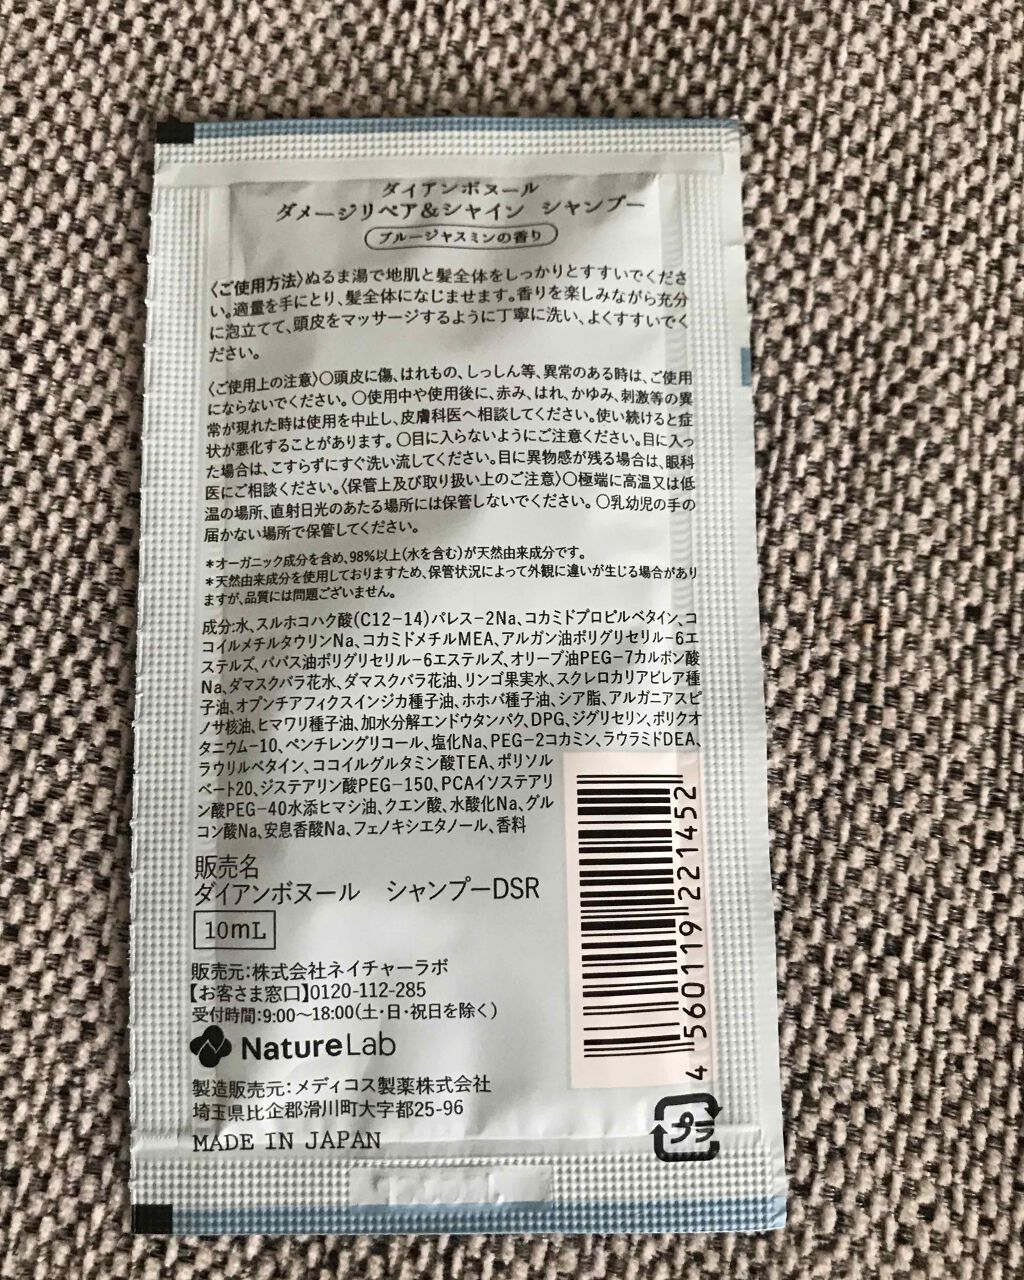 ダイアンボヌール
ダメージリペア&シャイン シャンプー
ブルージャスミンの香り
〈ご使用方法〉ぬるま湯で地肌と髪全体をしっかりとすすいでくださ
い。適量を手にとり、髪全体になじませます。香りを楽しみながら充分
に泡立てて、頭皮をマッサージするように丁寧に洗い、よくすすいでく
ださい。
〈ご使用上の注意〉○頭皮に傷、はれもの、しっしん等、異常のある時は、ご使用
にならないでください。○使用中や使用後に、赤み、はれ、かゆみ、刺激等の異
常が現れた時は使用を中止し、皮膚科医へ相談してください。使い続けると症
状が悪化することがあります。○目に入らないようにご注意ください。目に入っ
た場合は、こすらずにすぐ洗い流してください。目に異物感が残る場合は、眼科
医にご相談ください。〈保管上及び取り扱い上のご注意〉○極端に高温又は低
温の場所、直射日光のあたる場所には保管しないでください。○乳幼児の手の
届かない場所で保管してください。
*オーガニック成分を含め、98%以上(水を含む)が天然由来成分です。
*天然由来成分を使用しておりますため、保管状況によって外観に違いが生じる場合があり
ますが、品質には問題ございません。
成分:水、スルホコハク酸(C12-14)パレス-2Na、コカミドプロピルベタイン、コ
コイルメチルタウリンNa、コカミドメチルMEA、アルガン油ポリグリセリル-6エ
ステルズ、ババス油ポリグリセリル-6エステルズ、オリーブ油PEG-7カルボン酸
Na、ダマスクバラ花水、ダマスクバラ花油、リンゴ果実水、スクレロカリアビレア種
子油、オプンチアフィクスインジカ種子油、ホホバ種子油、シア脂、アルガニアスピ
ノサ核油、ヒマワリ種子油、加水分解エンドウタンパク、DPG、ジグリセリン、ポリクオ
タニウム-10、ペンチレングリコール、塩化Na、PEG-2コカミン、ラウラミドDEA、
ラウリルベタイン、ココイルグルタミン酸TEA、ポリソル
ベート20、ジステアリン酸PEG-150、PCAイソステアリ
ン酸PEG-40水添ヒマシ油、クエン酸、水酸化Na、グル
コン酸Na、安息香酸Na、フェノキシエタノール、香料
販売名
ダイアンボヌール シャンプーDSR
10mL
販売元:株式会社ネイチャーラボ
【お客さま窓口】0120-112-285
受付時間:9:00～18:00(土・日・祝日を除く)
NatureLab
製造販売元:メディコス製薬株式会社
埼玉県比企郡滑川町大字都25-96
MADE IN JAPAN
4 560119 221452
プラ